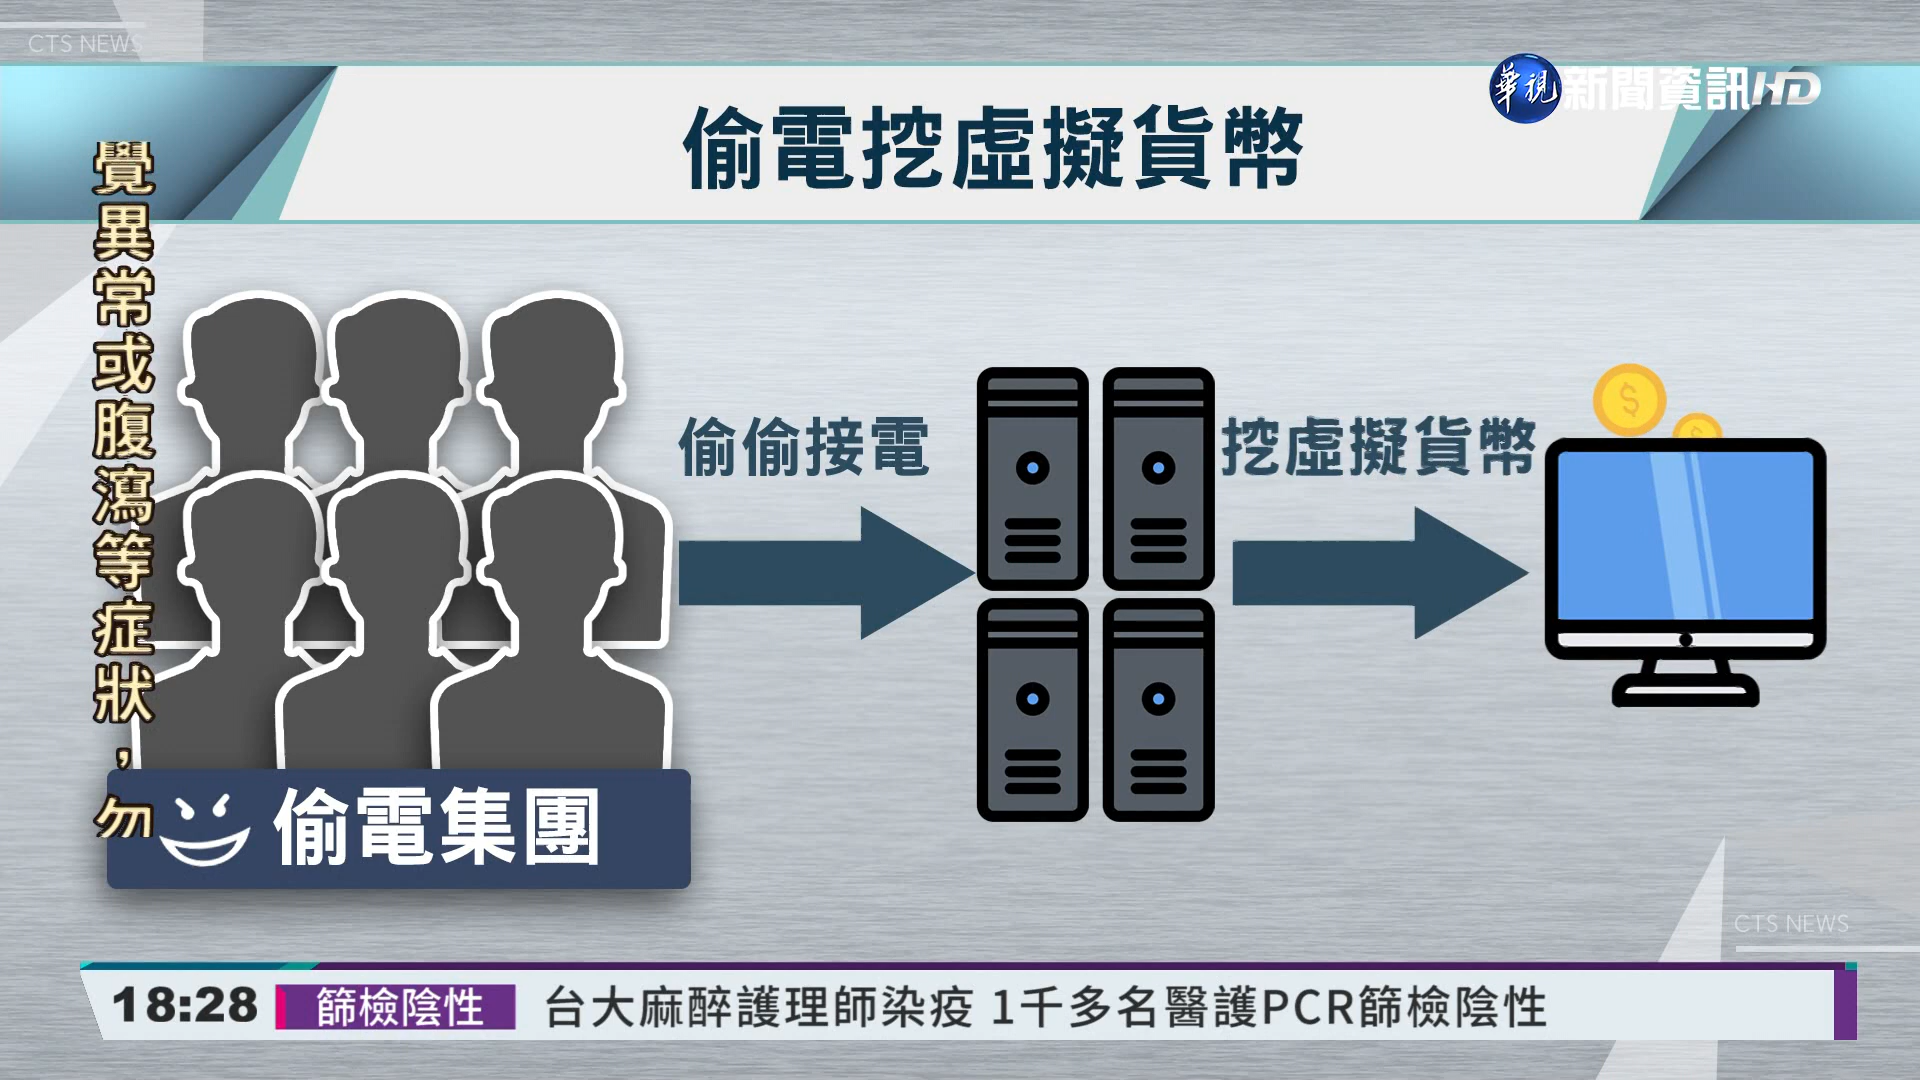 CTS NEWS
華視 新聞資訊HD
偷電挖虛擬貨幣
覺異常或腹瀉等症狀，勿
偷偷接電
挖虛擬貨幣
偷電集團
CTS NEWS
18:28 篩檢陰性 台大麻醉護理師染疫 1千多名醫護PCR篩檢陰性